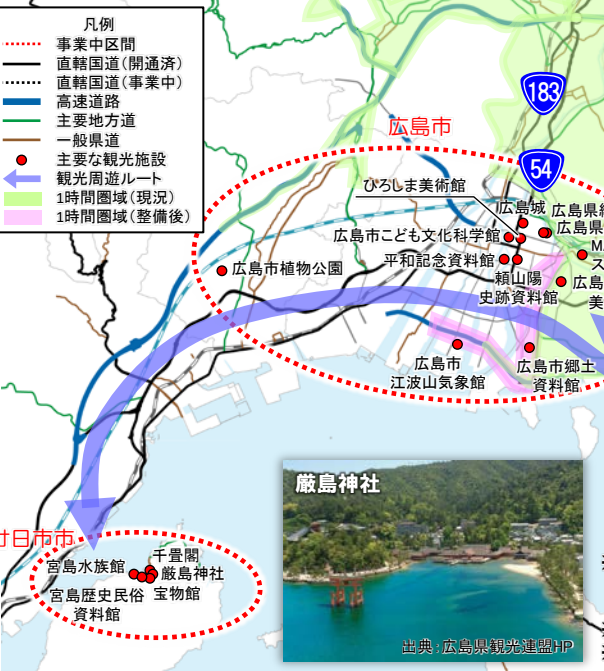 凡例
事業中区間
直轄国道(開通済)
直轄国道(事業中)
高速道路
主要地方道
一般県道
主要な観光施設
観光周遊ルート
1時間圏域(現況)
1時間圏域(整備後)
183
広島市
54
ひろしま美術館
広島城
広島県
広島市こども文化科学館
広島県
平和記念資料館
広島市植物公園
頼山陽
史跡資料館
広島
美
広島市
江波山気象館
広島市郷土
資料館
厳島神社
廿日市市
千畳閣
宮島水族館
厳島神社
宮島歴史民俗
資料館
宝物館
出典:広島県観光連盟HP